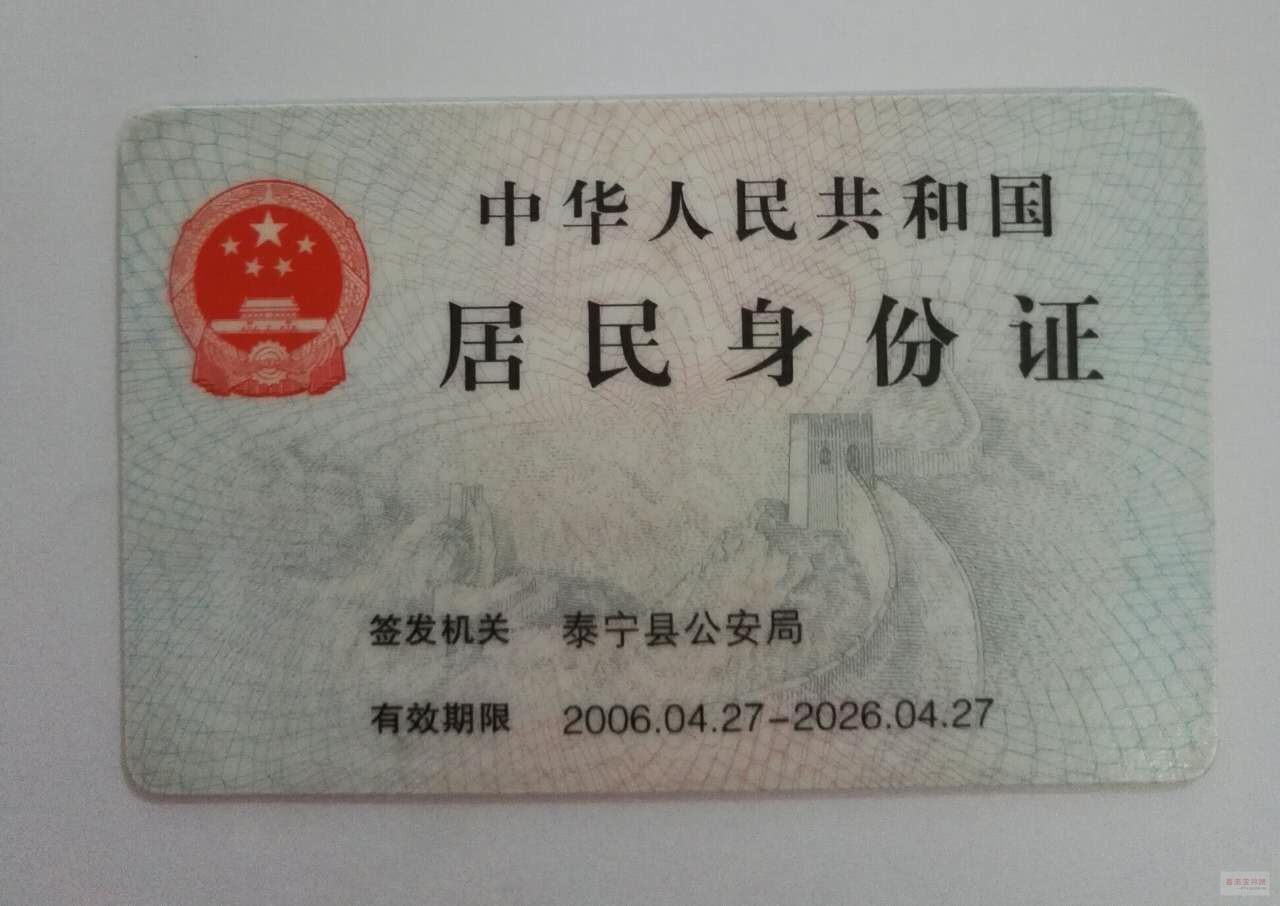 中华人民共和国
居民身份证
签发机关 泰宁县公安局
有效期限 2006.04.27-2026.04.27